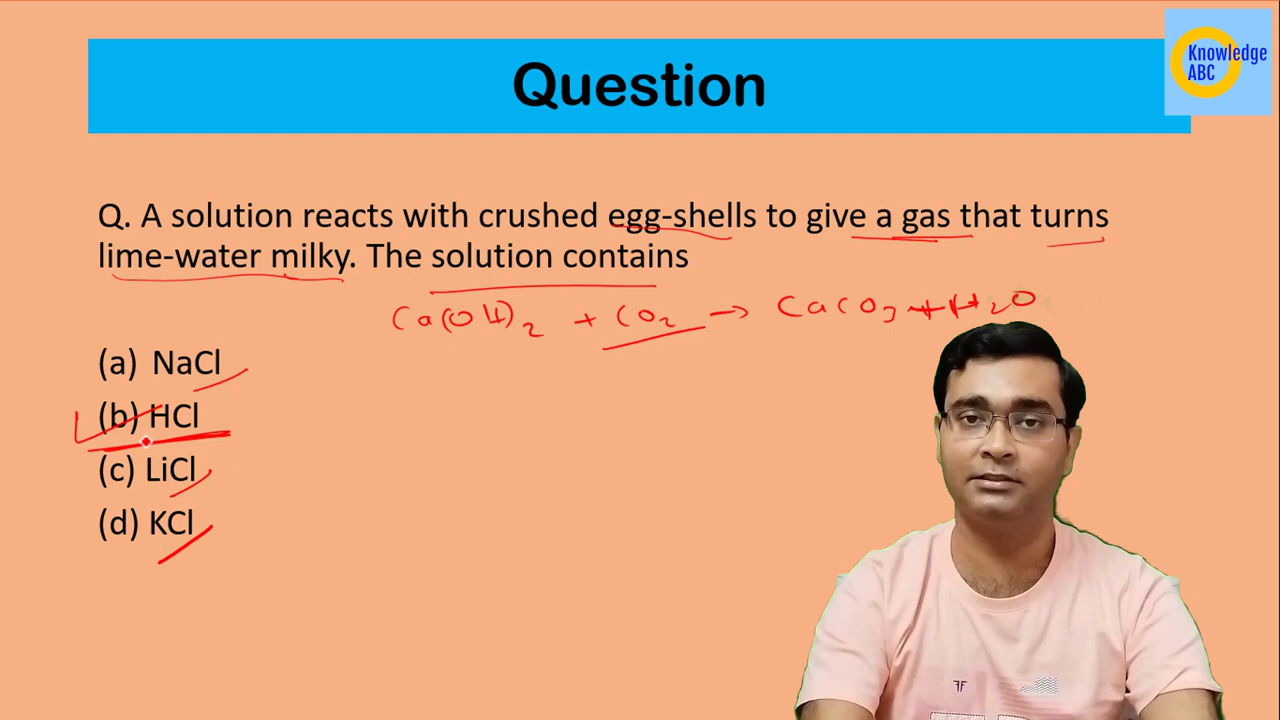 Question
Knowledge
ABC
Q. A solution reacts with crushed egg-shells to give a gas that turns
lime-water milky. The solution contains
Ca(OH)2 + CO2 → CaCO3 + H2O
(a) NaCl
(b) HCl
(c) LiCl
(d) KCl